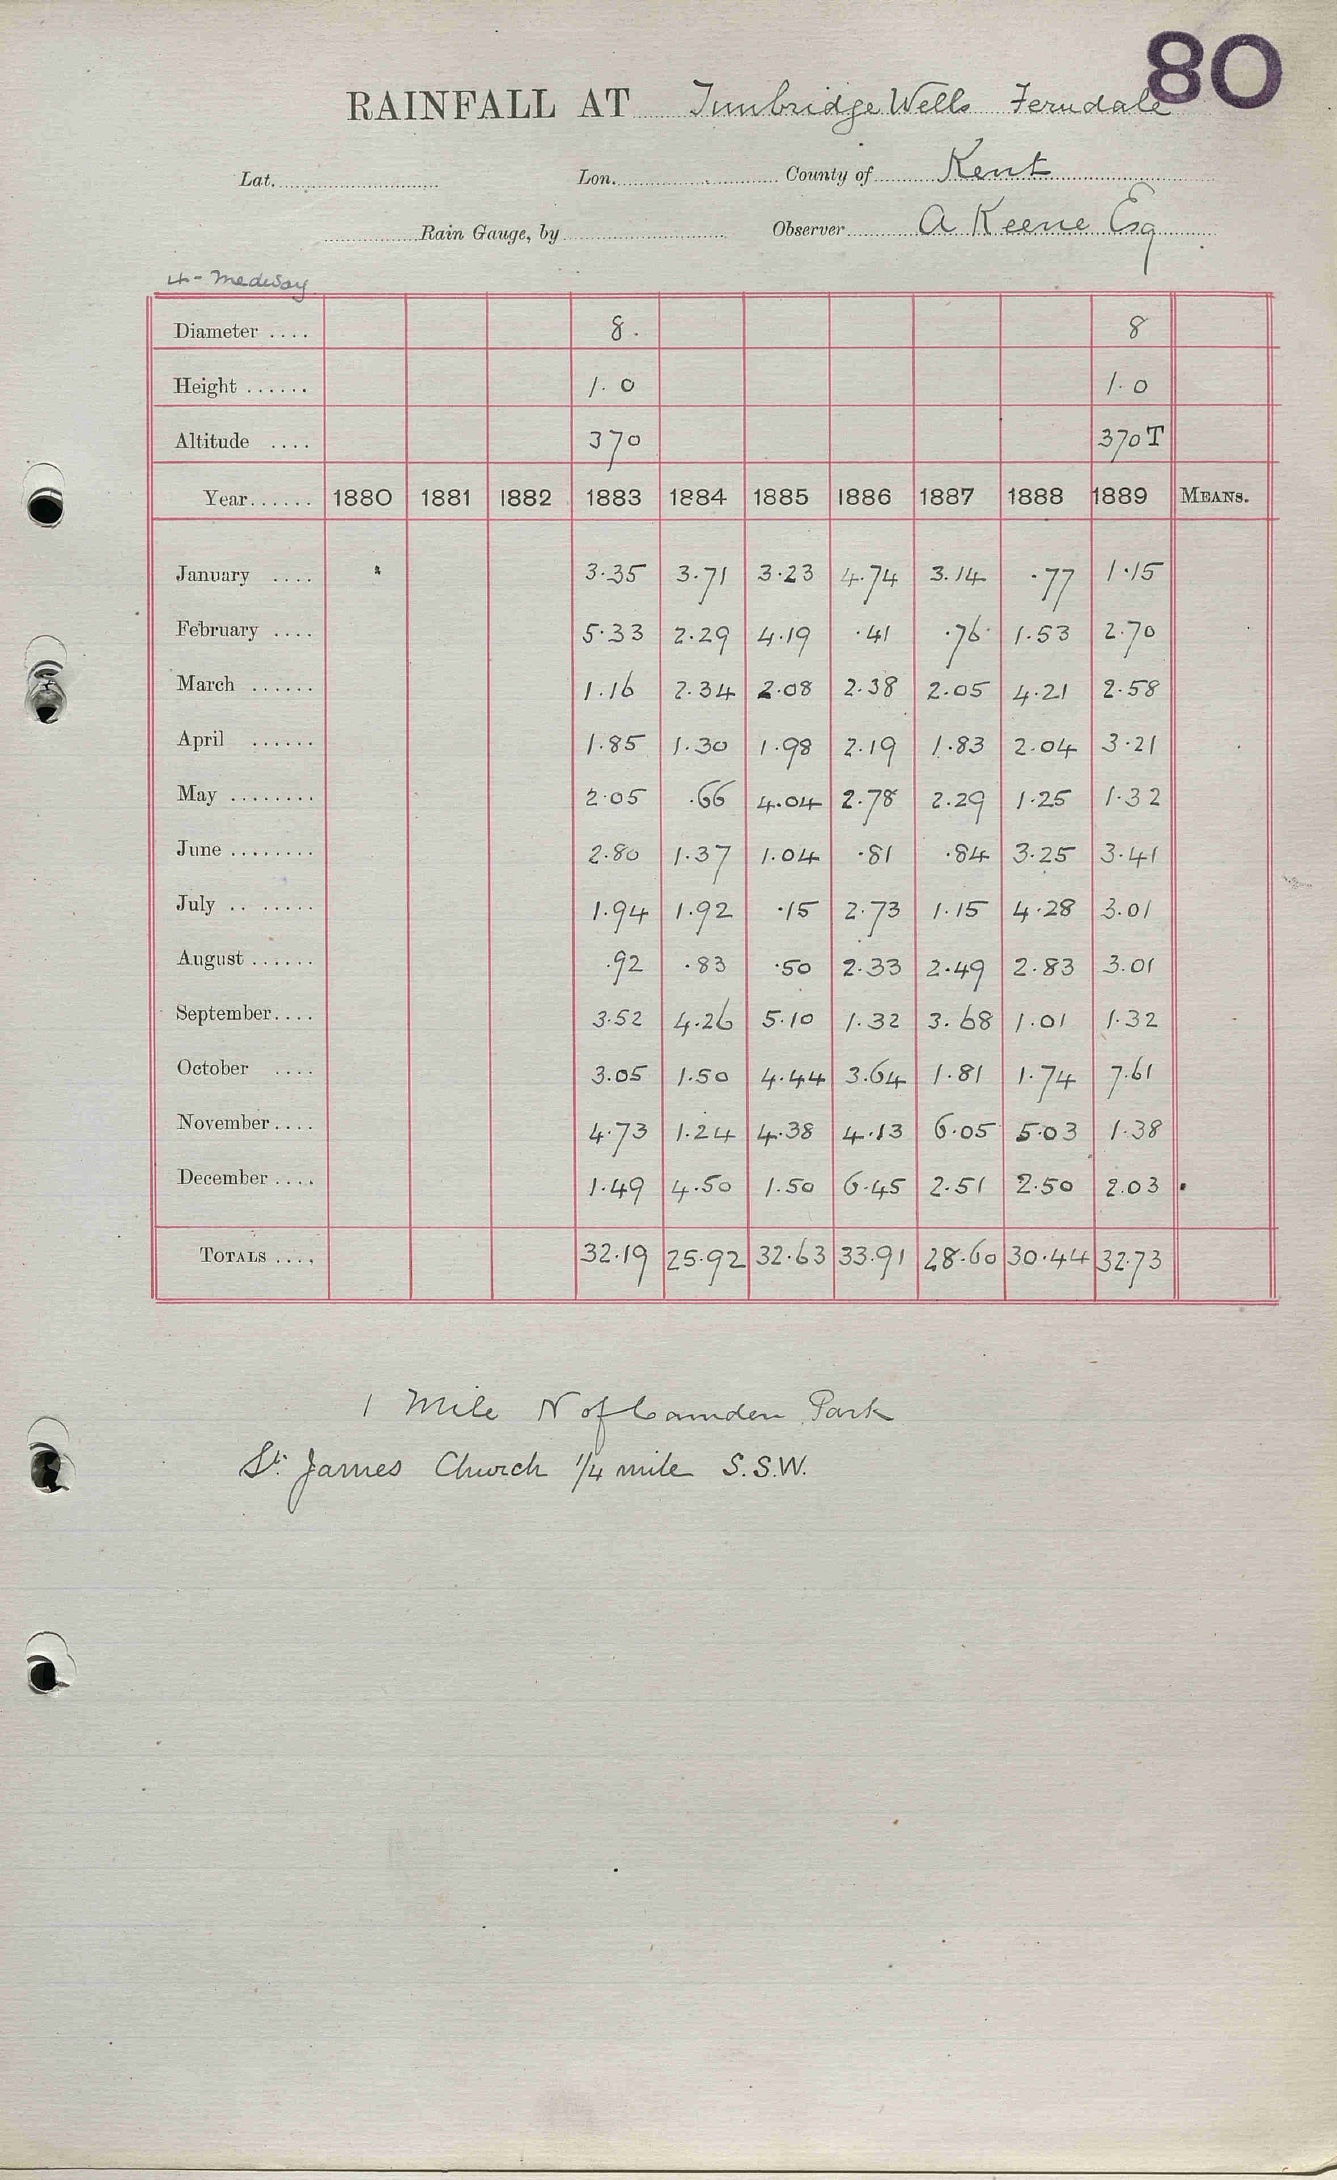 80
RAINFALL AT Tunbridge Wells Ferndale
Lat. Lon. County of Kent
Rain Gauge, by Observer A Keene Esq
4 - Medway
Diameter .... 8. 8
Height ...... 1.0 1.0
Altitude .... 370 370T
Year...... 1880 1881 1882 1883 1884 1885 1886 1887 1888 1889 MEANS.
January .... 3.35 3.71 3.23 4.74 3.14 .77 1.15
February .... 5.33 2.29 4.19 .41 .76 1.53 2.70
March ...... 1.16 2.34 2.08 2.38 2.05 4.21 2.58
April ...... 1.85 1.30 1.98 2.19 1.83 2.04 3.21
May ........ 2.05 .66 4.04 2.78 2.29 1.25 1.32
June ........ 2.80 1.37 1.04 .81 .84 3.25 3.41
July .. ...... 1.94 1.92 .15 2.73 1.15 4.28 3.01
August ...... .92 .83 .50 2.33 2.49 2.83 3.01
September.... 3.52 4.26 5.10 1.32 3.68 1.01 1.32
October .... 3.05 1.50 4.44 3.64 1.81 1.74 7.61
November.... 4.73 1.24 4.38 4.13 6.05 5.03 1.38
December .... 1.49 4.50 1.50 6.45 2.51 2.50 2.03
TOTALS .... 32.19 25.92 32.63 33.91 28.60 30.44 32.73
1 Mile N of Camden Park
St. James Church 1/4 mile S.S.W.